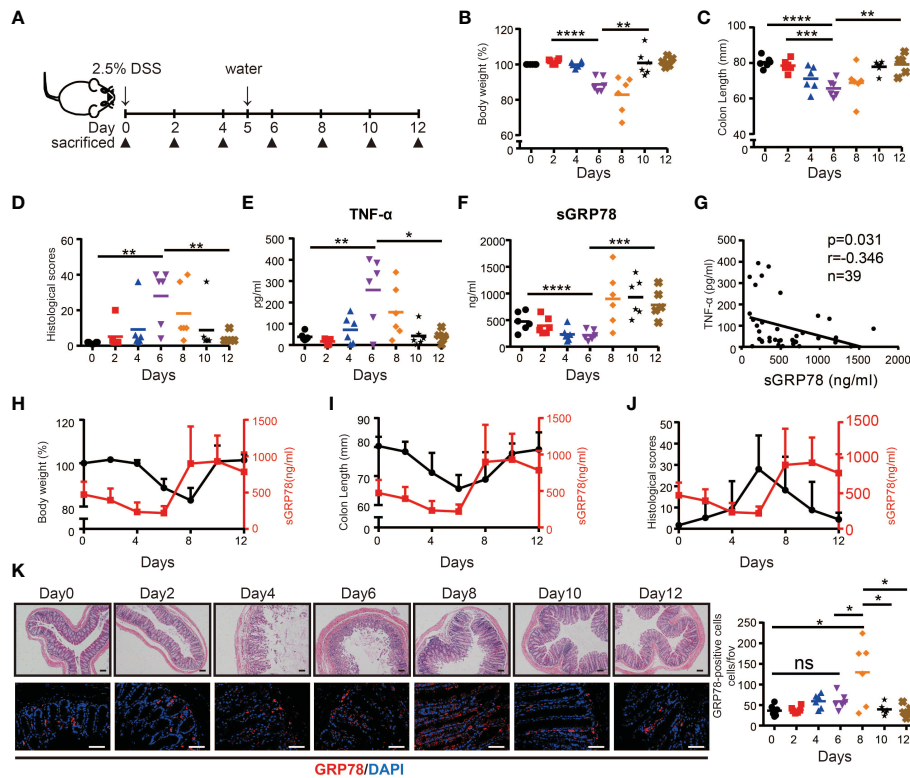 A
2.5% DSS
water
Day 0 2 4 5 6 8 10 12
sacrificed
B
Body weight (%)
120
100
80
60
0
**** **
0 2 4 6 8 10 12
Days
C
Colon Length (mm)
100
80
60
40
0
**** **
***
0 2 4 6 8 10 12
Days
D
Histological scores
60
40
20
0
** **
0 2 4 6 8 10 12
Days
E
TNF-α
pg/ml
500
400
300
200
100
0
** *
0 2 4 6 8 10 12
Days
F
sGRP78
ng/ml
2000
1500
1000
500
0
**** ***
0 2 4 6 8 10 12
Days
G
TNF-α (pg/ml)
500
400
300
200
100
0
p=0.031
r=-0.346
n=39
0 500 1000 1500 2000
sGRP78 (ng/ml)
H
Body weight (%)
120
100
80
0
1500
1000
500
0
sGRP78(ng/ml)
0 4 8 12
Days
I
Colon Length (mm)
90
80
70
60
0
1500
1000
500
0
sGRP78(ng/ml)
0 4 8 12
Days
J
Histological scores
50
40
30
20
10
0
1500
1000
500
0
sGRP78(ng/ml)
0 4 8 12
Days
K
Day0 Day2 Day4 Day6 Day8 Day10 Day12
GRP78/DAPI
GRP78-positive cells
cells/fov
250
200
150
100
50
0
*
*
*
*
ns
0 2 4 6 8 10 12
Days